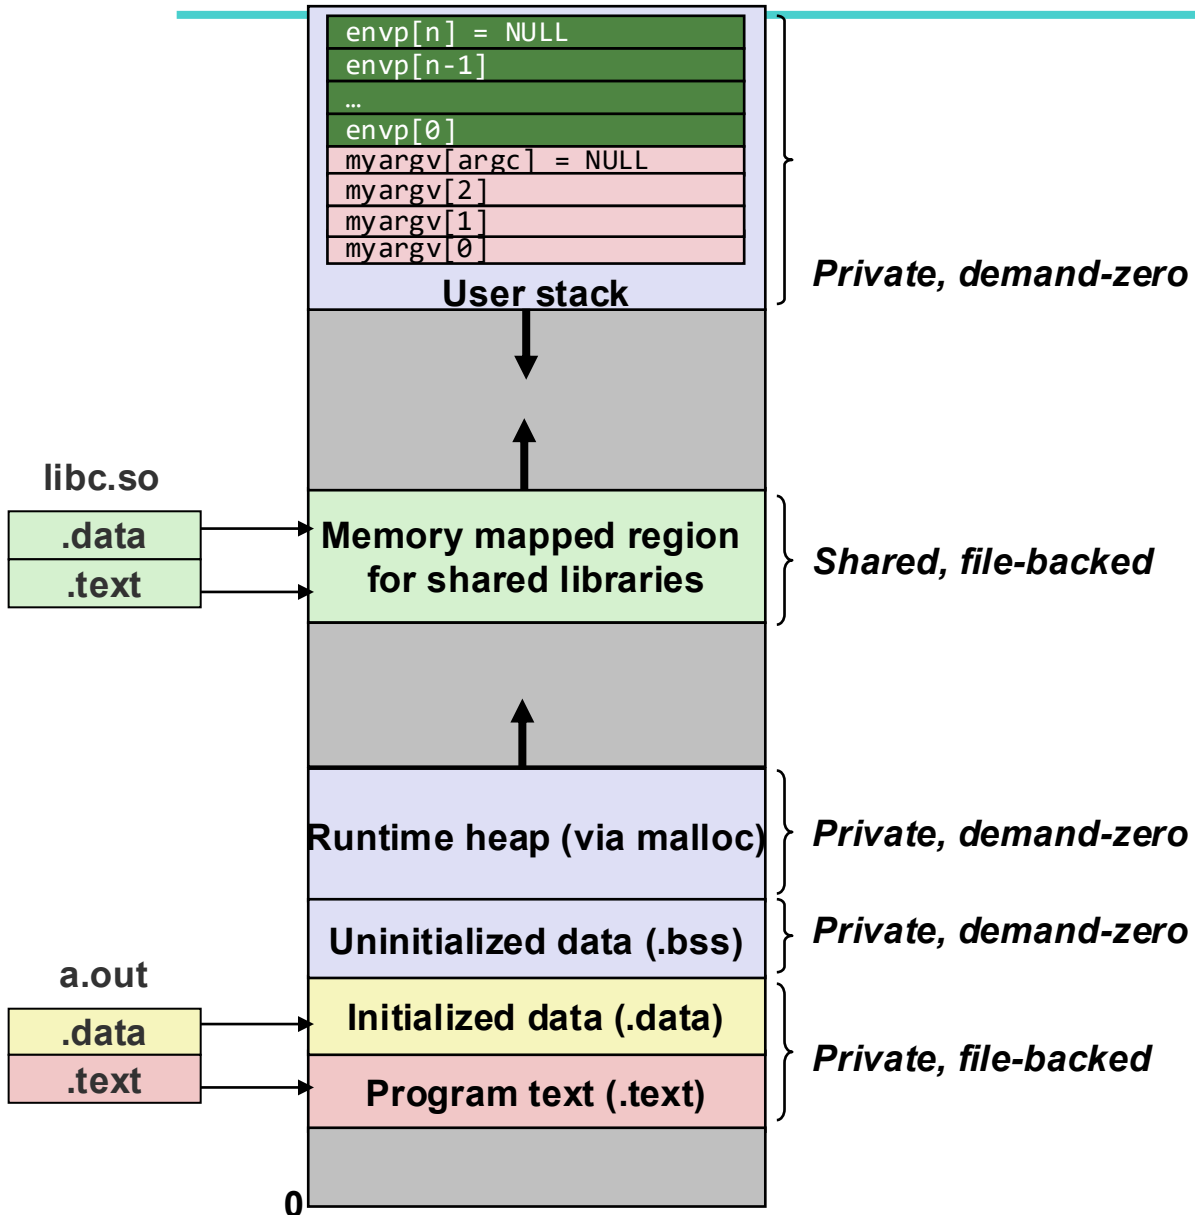 envp[n] = NULL
envp[n-1]
…
envp[0]
myargv[argc] = NULL
myargv[2]
myargv[1]
myargv[0]
User stack
Private, demand-zero
libc.so
.data
.text
Memory mapped region
for shared libraries
Shared, file-backed
Runtime heap (via malloc)
Private, demand-zero
Uninitialized data (.bss)
Private, demand-zero
a.out
.data
.text
Initialized data (.data)
Program text (.text)
Private, file-backed
0